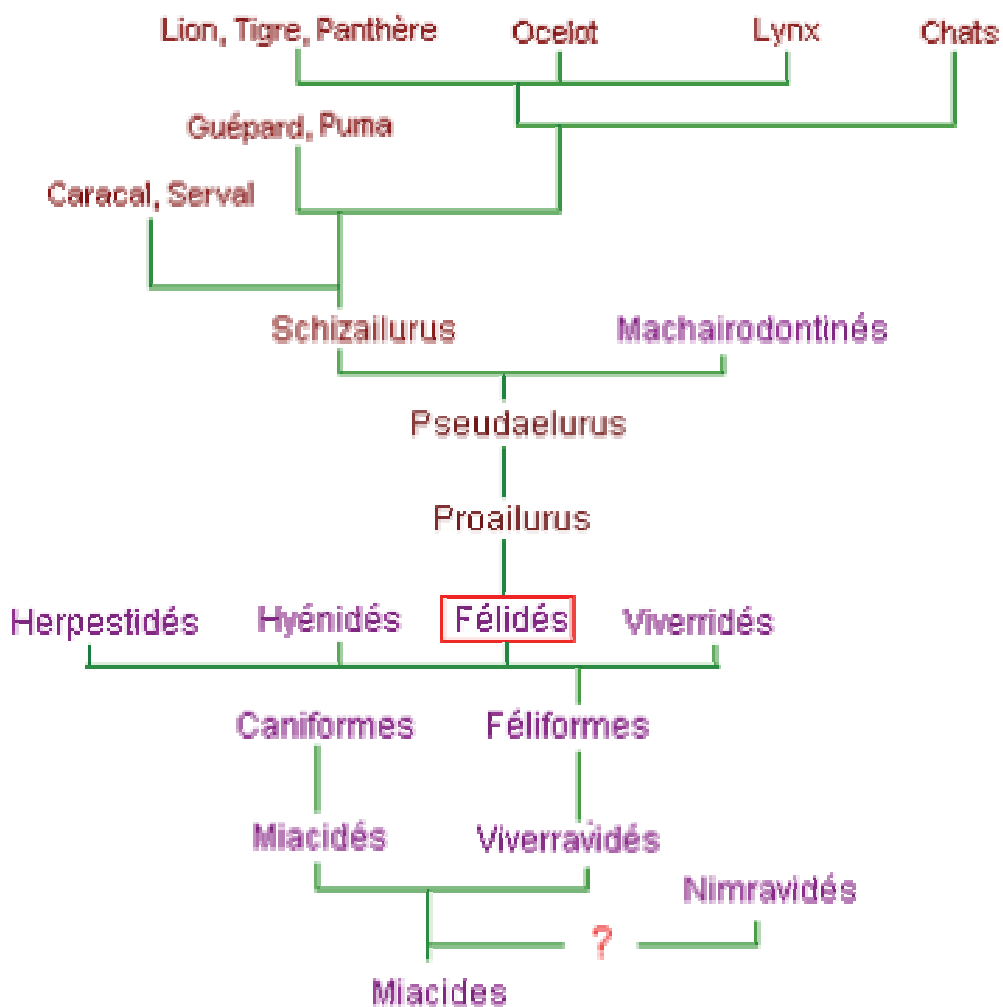 Lion, Tigre, Panthère
Ocelot
Lynx
Chats
Guépard, Puma
Caracal, Serval
Schizailurus
Machairodontinés
Pseudaelurus
Proailurus
Herpestidés
Hyénidés
Félidés
Viverridés
Caniformes
Féliformes
Miacidés
Viverravidés
Nimravidés
?
Miacides